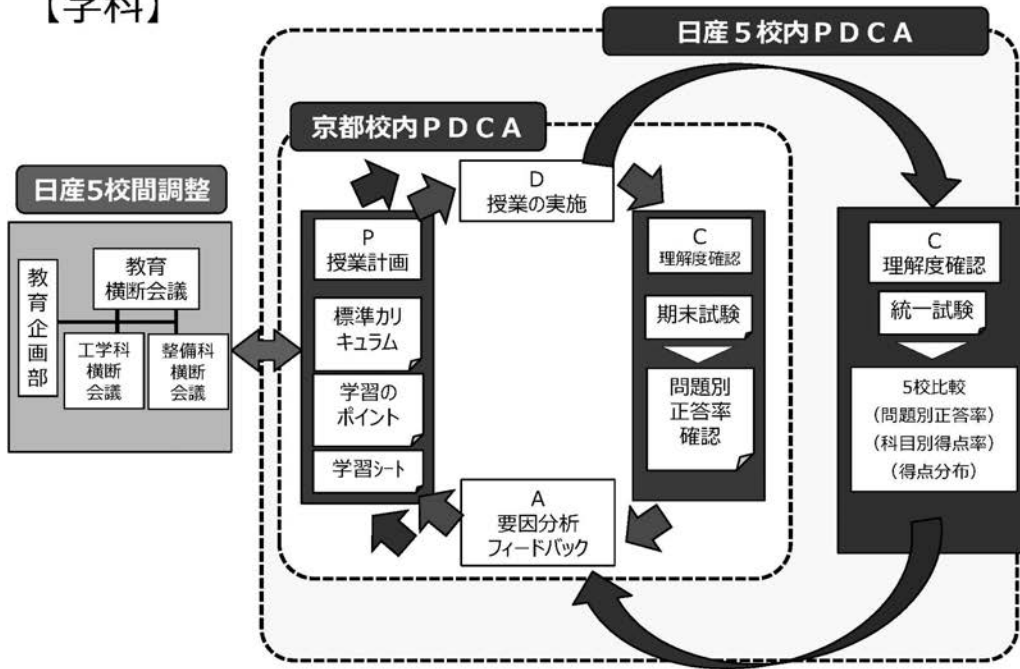 【学科】
日産５校内ＰＤＣＡ
京都校内ＰＤＣＡ
日産5校間調整
教育企画部
教育
横断会議
工学科
横断
会議
整備科
横断
会議
P
授業計画
標準カリ
キュラム
学習の
ポイント
学習シート
D
授業の実施
C
理解度確認
期末試験
問題別
正答率
確認
A
要因分析
フィードバック
C
理解度確認
統一試験
5校比較
（問題別正答率）
（科目別得点率）
（得点分布）